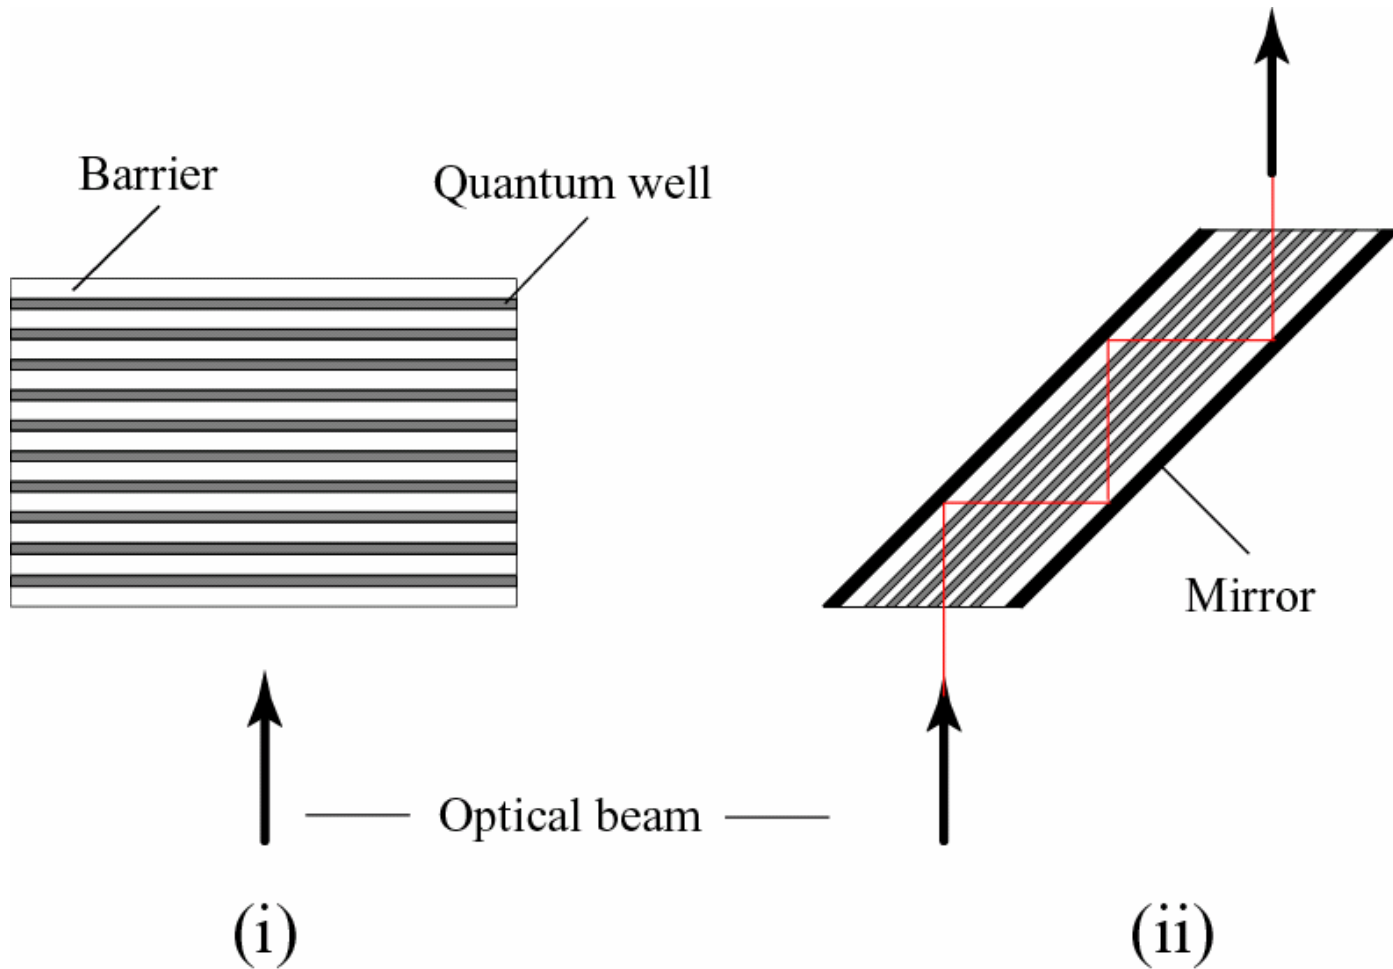 Barrier
Quantum well
Mirror
Optical beam
(i)
(ii)